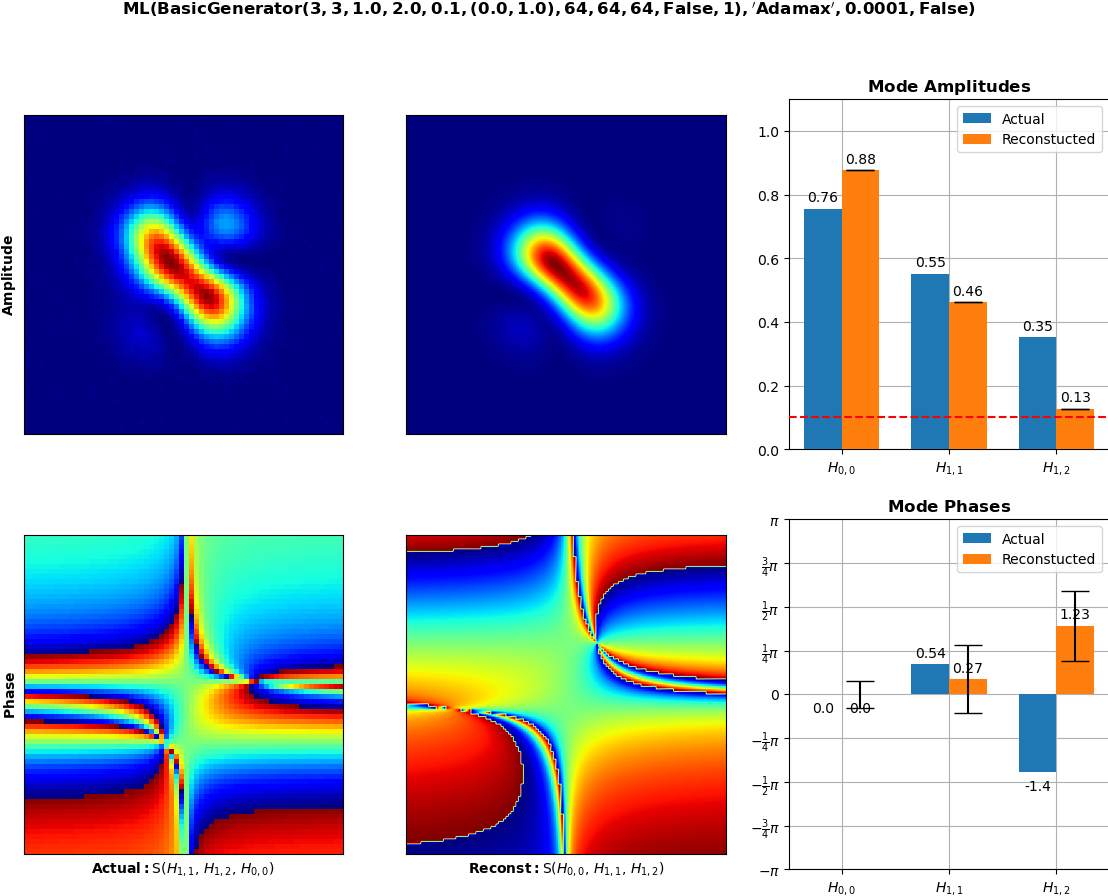 ML(BasicGenerator(3, 3, 1.0, 2.0, 0.1, (0.0, 1.0), 64, 64, 64, False, 1), ′Adamax′, 0.0001, False)
Amplitude
Mode Amplitudes
Actual
Reconstucted
1.0
0.8
0.6
0.4
0.2
0.0
0.76
0.88
0.55
0.46
0.35
0.13
H0,0
H1,1
H1,2
Phase
Actual: S(H1,1, H1,2, H0,0)
Reconst: S(H0,0, H1,1, H1,2)
Mode Phases
Actual
Reconstucted
π
3/4π
1/2π
1/4π
0
−1/4π
−1/2π
−3/4π
−π
0.0
-0.0
0.54
0.27
-1.4
1.23
H0,0
H1,1
H1,2